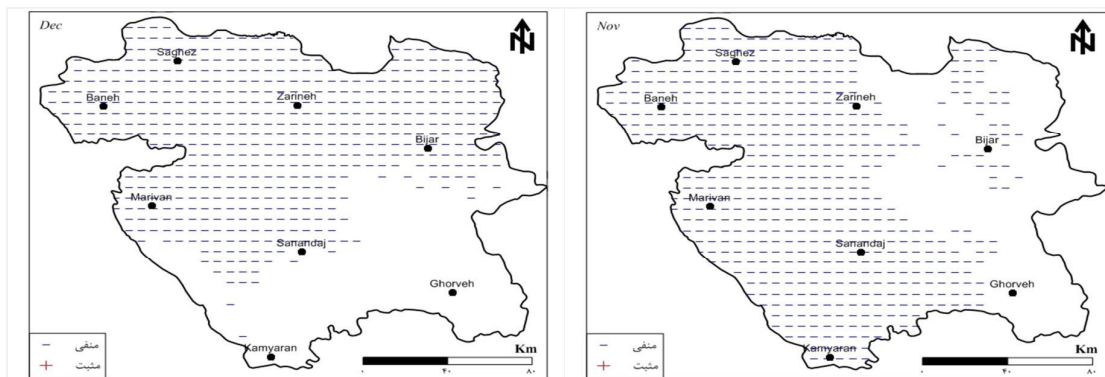 Dec
N
Saghez
Baneh
Zarineh
Bijar
Marivan
Sanandaj
Ghorveh
Kamyaran
منفی
مثبت
Km
۰ ۴۰ ۸۰
Nov
N
Saghez
Baneh
Zarineh
Bijar
Marivan
Sanandaj
Ghorveh
Kamyaran
منفی
مثبت
Km
۰ ۴۰ ۸۰